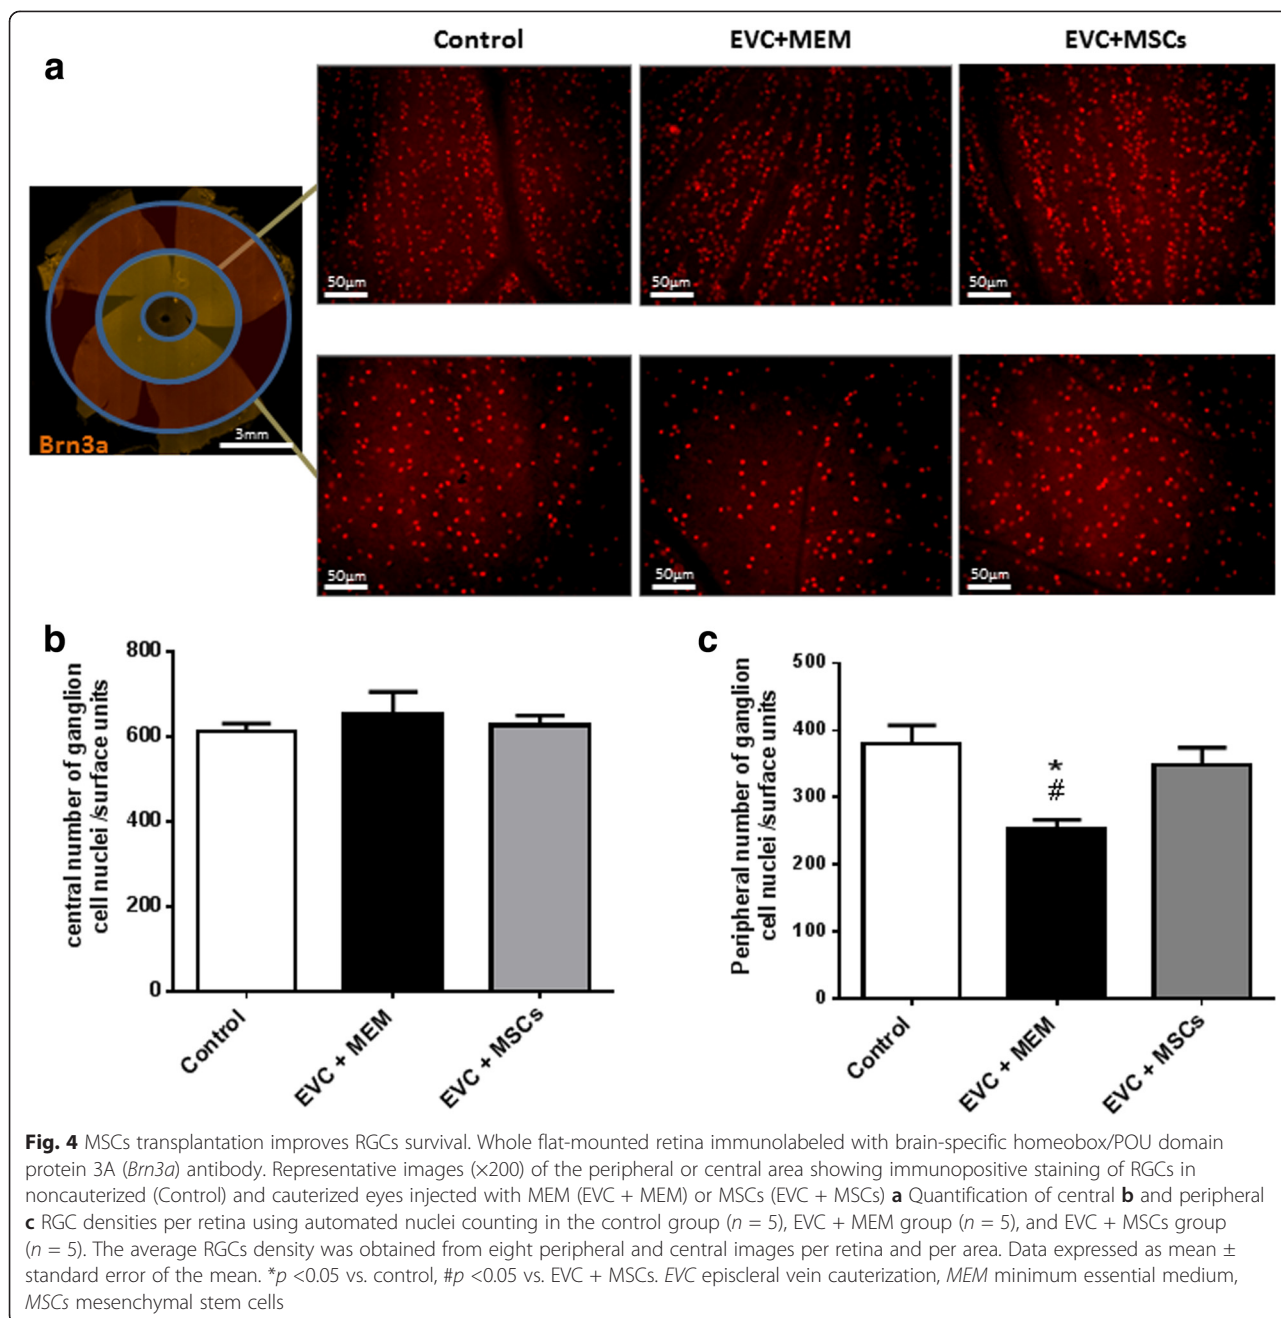 Control EVC+MEM EVC+MSCs
a
50µm 50µm 50µm
Brn3a 3mm
50µm 50µm 50µm
b
central number of ganglion
cell nuclei /surface units
800
600
400
200
0
Control EVC + MEM EVC + MSCs
c
Peripheral number of ganglion
cell nuclei /surface units
500
400
300
200
100
0
*
#
Control EVC + MEM EVC + MSCs
Fig. 4 MSCs transplantation improves RGCs survival. Whole flat-mounted retina immunolabeled with brain-specific homeobox/POU domain
protein 3A (Brn3a) antibody. Representative images (×200) of the peripheral or central area showing immunopositive staining of RGCs in
noncauterized (Control) and cauterized eyes injected with MEM (EVC + MEM) or MSCs (EVC + MSCs) a Quantification of central b and peripheral
c RGC densities per retina using automated nuclei counting in the control group (n = 5), EVC + MEM group (n = 5), and EVC + MSCs group
(n = 5). The average RGCs density was obtained from eight peripheral and central images per retina and per area. Data expressed as mean ±
standard error of the mean. *p <0.05 vs. control, #p <0.05 vs. EVC + MSCs. EVC episcleral vein cauterization, MEM minimum essential medium,
MSCs mesenchymal stem cells